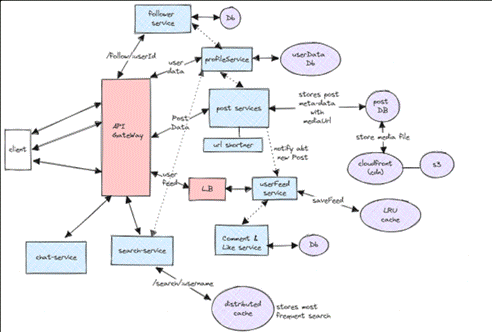 follower
service
Db
/Follow/userId
user
data
profileService
userData
Db
API
GateWay
Post
Data
post services
url shortner
stores post
meta-data
with
mediaUrl
post
DB
store media file
cloudfront
(cdn)
s3
client
notify abt
new Post
user
feed
L.B
userfeed
service
saveFeed
LRU
cache
Comment &
Like service
Db
chat-service
search-service
/search/username
distributed
cache
stores most
frequent search